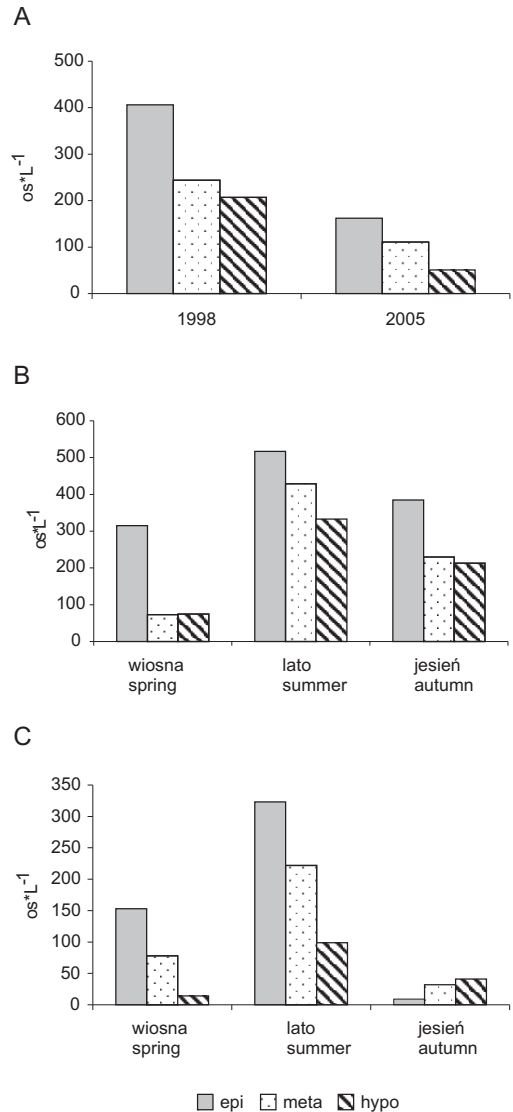 A
500
400
300
200
100
0
os*L-1
1998 2005
B
600
500
400
300
200
100
0
os*L-1
wiosna lato jesień
spring summer autumn
C
350
300
250
200
150
100
50
0
os*L-1
wiosna lato jesień
spring summer autumn
epi meta hypo